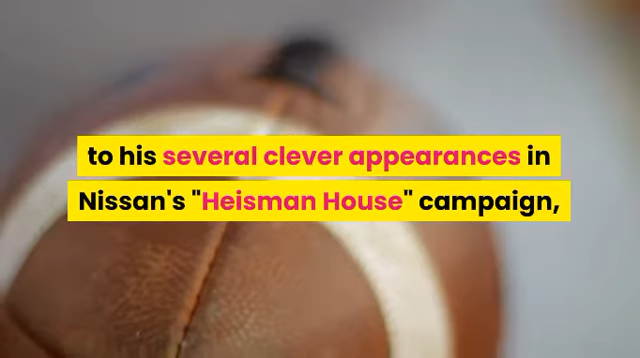 to his several clever appearances in
Nissan's "Heisman House" campaign,